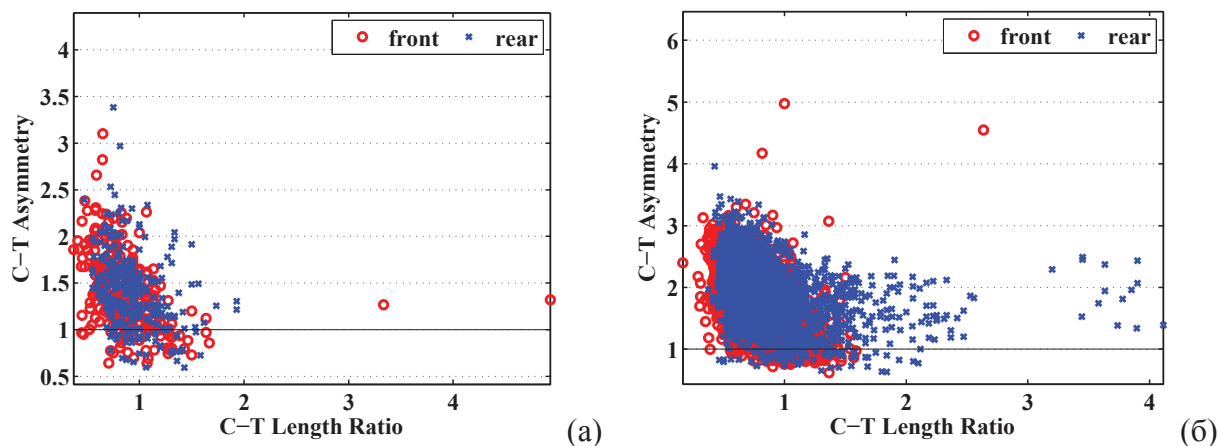 front rear
4
3.5
3
2.5
2
1.5
1
0.5
C−T Asymmetry
1 2 3 4
C−T Length Ratio
(а)
front rear
6
5
4
3
2
1
C−T Asymmetry
1 2 3 4
C−T Length Ratio
(б)